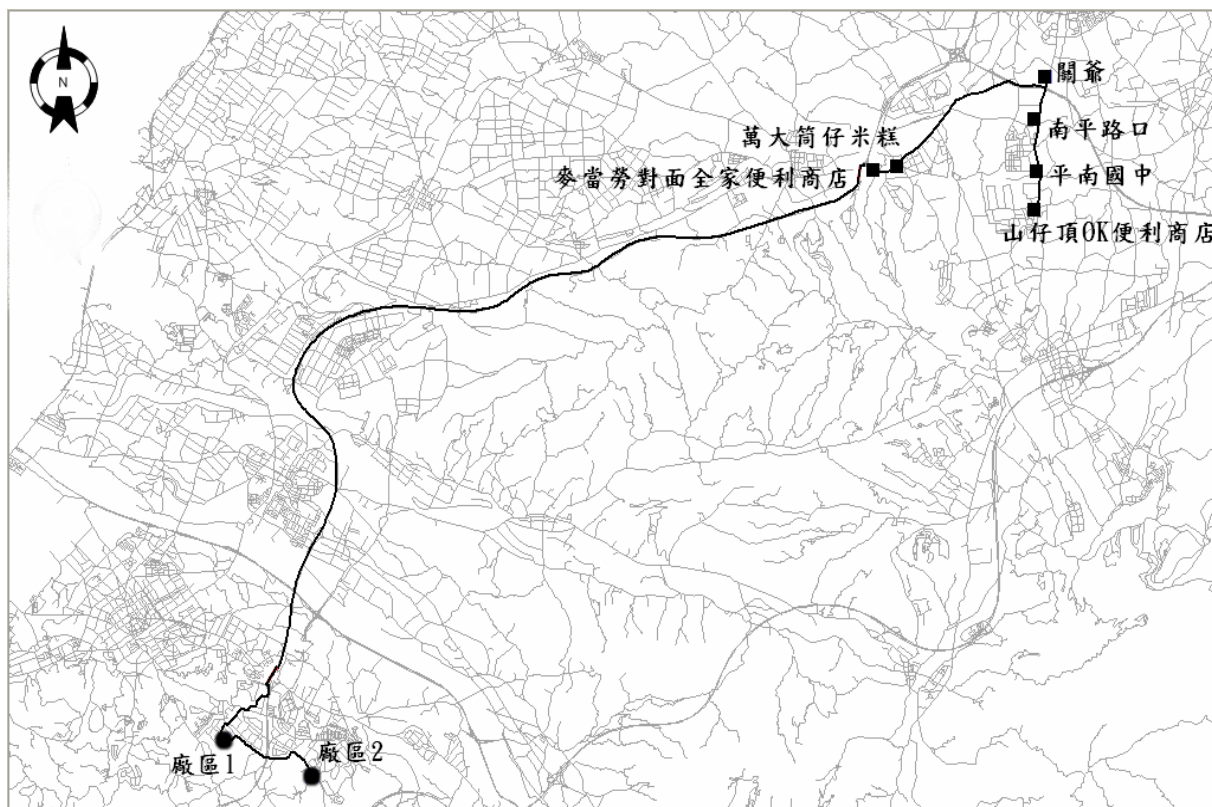 N
關爺
南平路口
萬大筒仔米糕
麥當勞對面全家便利商店
平南國中
山仔頂OK便利商店
廠區1
廠區2